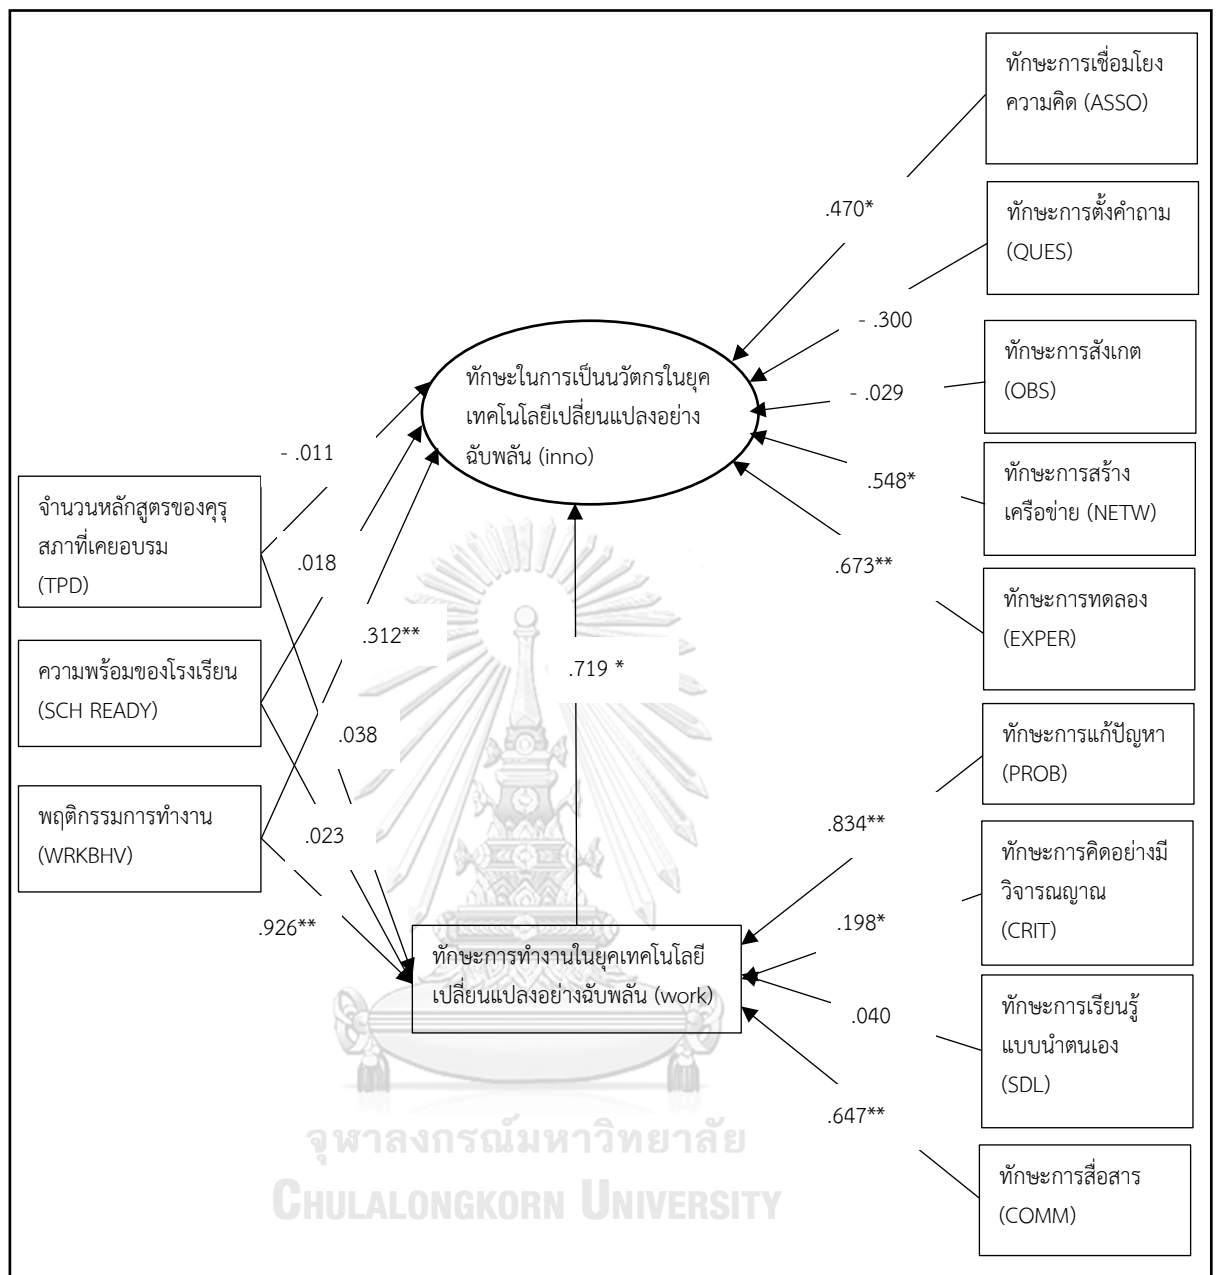 ทักษะการเชื่อมโยง
ความคิด (ASSO)
.470*
ทักษะการตั้งคำถาม
(QUES)
- .300
ทักษะการสังเกต
(OBS)
- .029
ทักษะในการเป็นนวัตกรในยุค
เทคโนโลยีเปลี่ยนแปลงอย่าง
ฉับพลัน (inno)
- .011
ทักษะการสร้าง
เครือข่าย (NETW)
.548*
จำนวนหลักสูตรของคุรุ
สภาที่เคยอบรม
(TPD)
.018
.673**
ทักษะการทดลอง
(EXPER)
.312**
.719 *
ความพร้อมของโรงเรียน
(SCH READY)
.038
ทักษะการแก้ปัญหา
(PROB)
พฤติกรรมการทำงาน
(WRKBHV)
.023
.834**
ทักษะการคิดอย่างมี
วิจารณญาณ
(CRIT)
.926**
.198*
ทักษะการทำงานในยุคเทคโนโลยี
เปลี่ยนแปลงอย่างฉับพลัน (work)
.040
ทักษะการเรียนรู้
แบบนำตนเอง
(SDL)
.647**
จุฬาลงกรณ์มหาวิทยาลัย
CHULALONGKORN UNIVERSITY
ทักษะการสื่อสาร
(COMM)